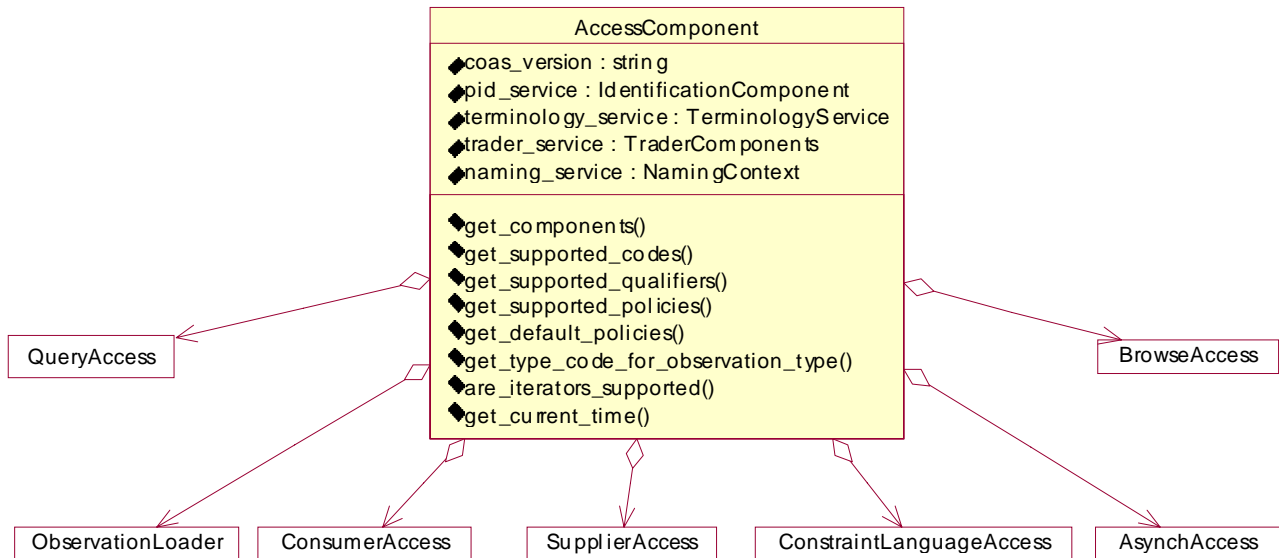 AccessComponent
coas_version : string
pid_service : IdentificationComponent
terminology_service : TerminologyService
trader_service : TraderComponents
naming_service : NamingContext
get_components()
get_supported_codes()
get_supported_qualifiers()
get_supported_policies()
get_default_policies()
get_type_code_for_observation_type()
are_iterators_supported()
get_current_time()
QueryAccess
BrowseAccess
ObservationLoader
ConsumerAccess
SupplierAccess
ConstraintLanguageAccess
AsynchAccess